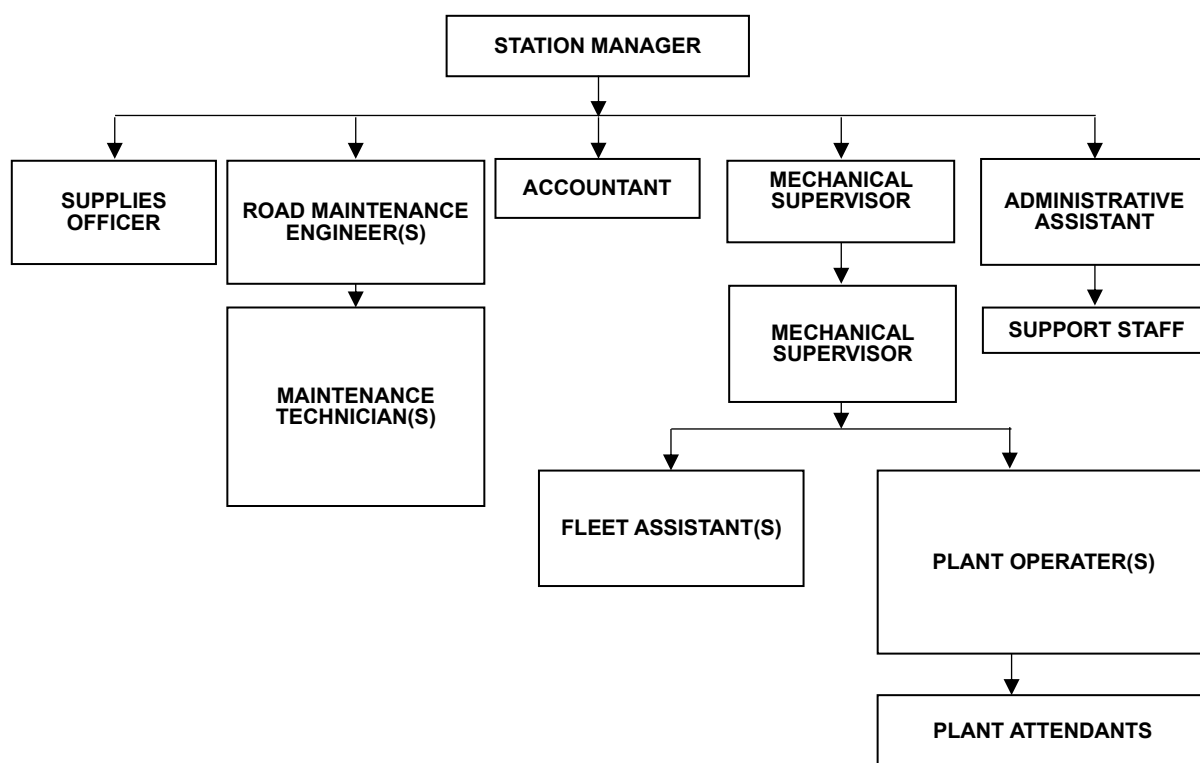 STATION MANAGER
SUPPLIES
OFFICER
ROAD MAINTENANCE
ENGINEER(S)
ACCOUNTANT
MECHANICAL
SUPERVISOR
ADMINISTRATIVE
ASSISTANT
MAINTENANCE
TECHNICIAN(S)
MECHANICAL
SUPERVISOR
SUPPORT STAFF
FLEET ASSISTANT(S)
PLANT OPERATER(S)
PLANT ATTENDANTS